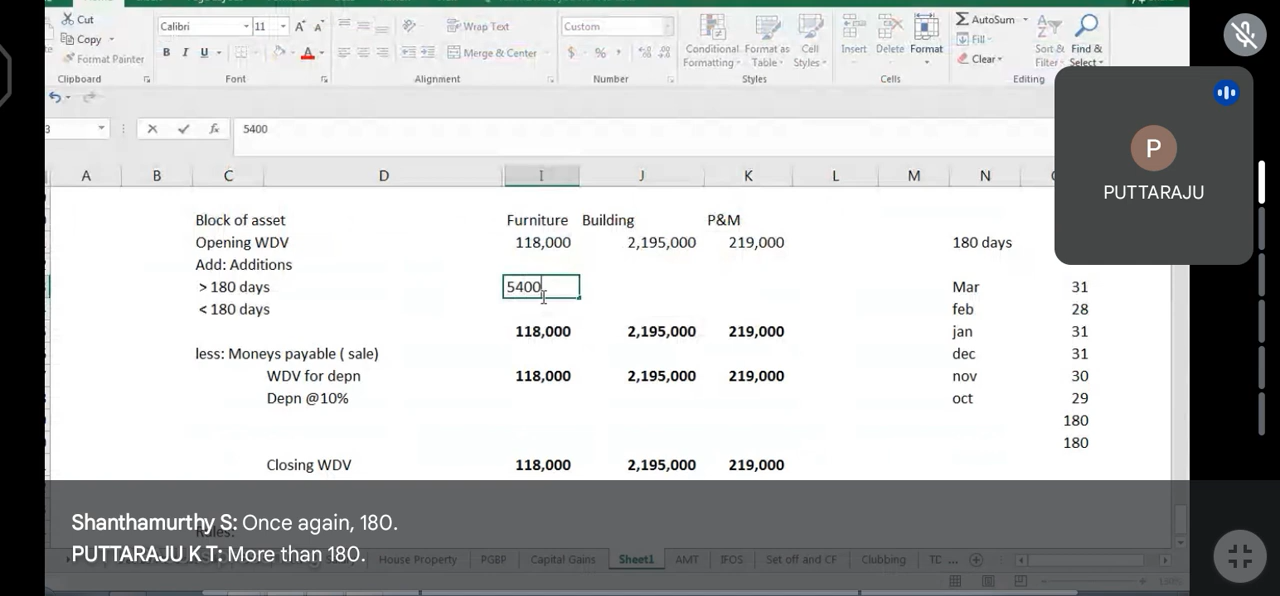 Cut
Calibri 11 Wrap Text Custom AutoSum
Copy Fill
Format Painter B I U Merge & Center $ % , Conditional Formatting Format as Table Cell Styles Insert Delete Format Clear Sort & Filter Find & Select
Clipboard Font Alignment Number Styles Cells Editing
3 fx 5400
P
PUTTARAJU
A B C D I J K L M N
Block of asset Furniture Building P&M
Opening WDV 118,000 2,195,000 219,000 180 days
Add: Additions
> 180 days 5400 Mar 31
< 180 days feb 28
118,000 2,195,000 219,000 jan 31
less: Moneys payable ( sale) dec 31
WDV for depn 118,000 2,195,000 219,000 nov 30
Depn @10% oct 29
180
180
Closing WDV 118,000 2,195,000 219,000
Rules:
Shanthamurthy S: Once again, 180.
PUTTARAJU K T: More than 180.
House Property PGBP Capital Gains Sheet1 AMT IFOS Set off and CF Clubbing TD ...